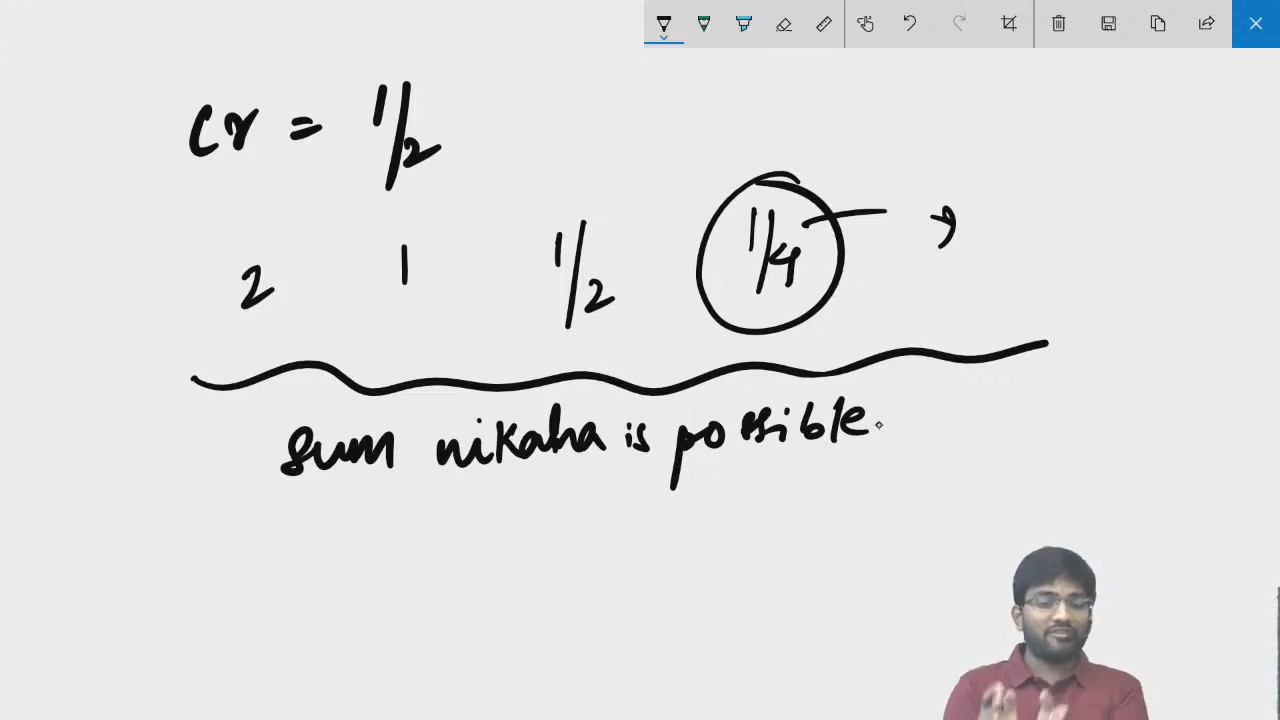 cr = 1/2
2 1 1/2 1/4 →
sum nikalna is possible.